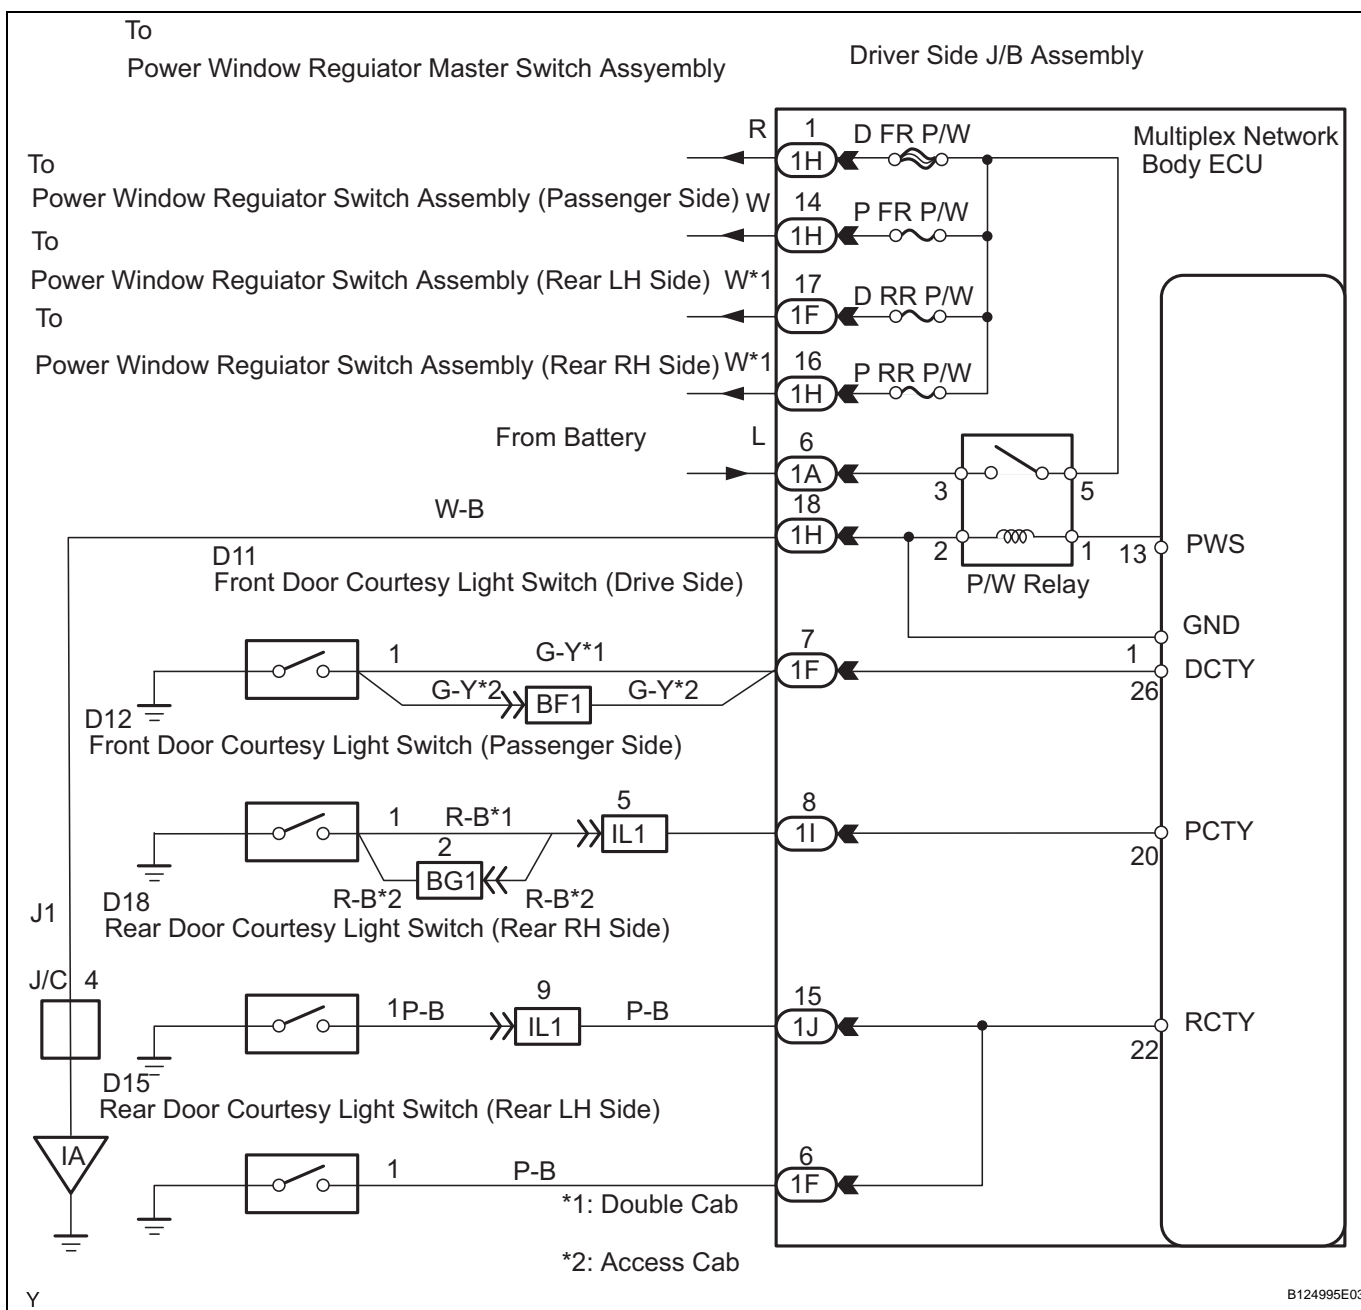 To
Power Window Reguiator Master Switch Assyembly
Driver Side J/B Assembly
R 1 D FR P/W
1H
Multiplex Network
Body ECU
To
Power Window Reguiator Switch Assembly (Passenger Side) W 14 P FR P/W
1H
To
Power Window Reguiator Switch Assembly (Rear LH Side) W*1 17 D RR P/W
1F
To
Power Window Reguiator Switch Assembly (Rear RH Side) W*1 16 P RR P/W
1H
From Battery L 6
1A 3 5
W-B 18
1H 2 1 13 PWS
P/W Relay
D11
Front Door Courtesy Light Switch (Drive Side)
GND
1
1 G-Y*1 7
1F DCTY
26
G-Y*2 BF1 G-Y*2
D12
Front Door Courtesy Light Switch (Passenger Side)
1 R-B*1 5 8
IL1 1I PCTY
20
2
BG1
R-B*2 R-B*2
J1
D18
Rear Door Courtesy Light Switch (Rear RH Side)
J/C 4
1 P-B 9 P-B 15
IL1 1J RCTY
22
D15
Rear Door Courtesy Light Switch (Rear LH Side)
IA
1 P-B 6
1F
*1: Double Cab
*2: Access Cab
Y
B124995E03